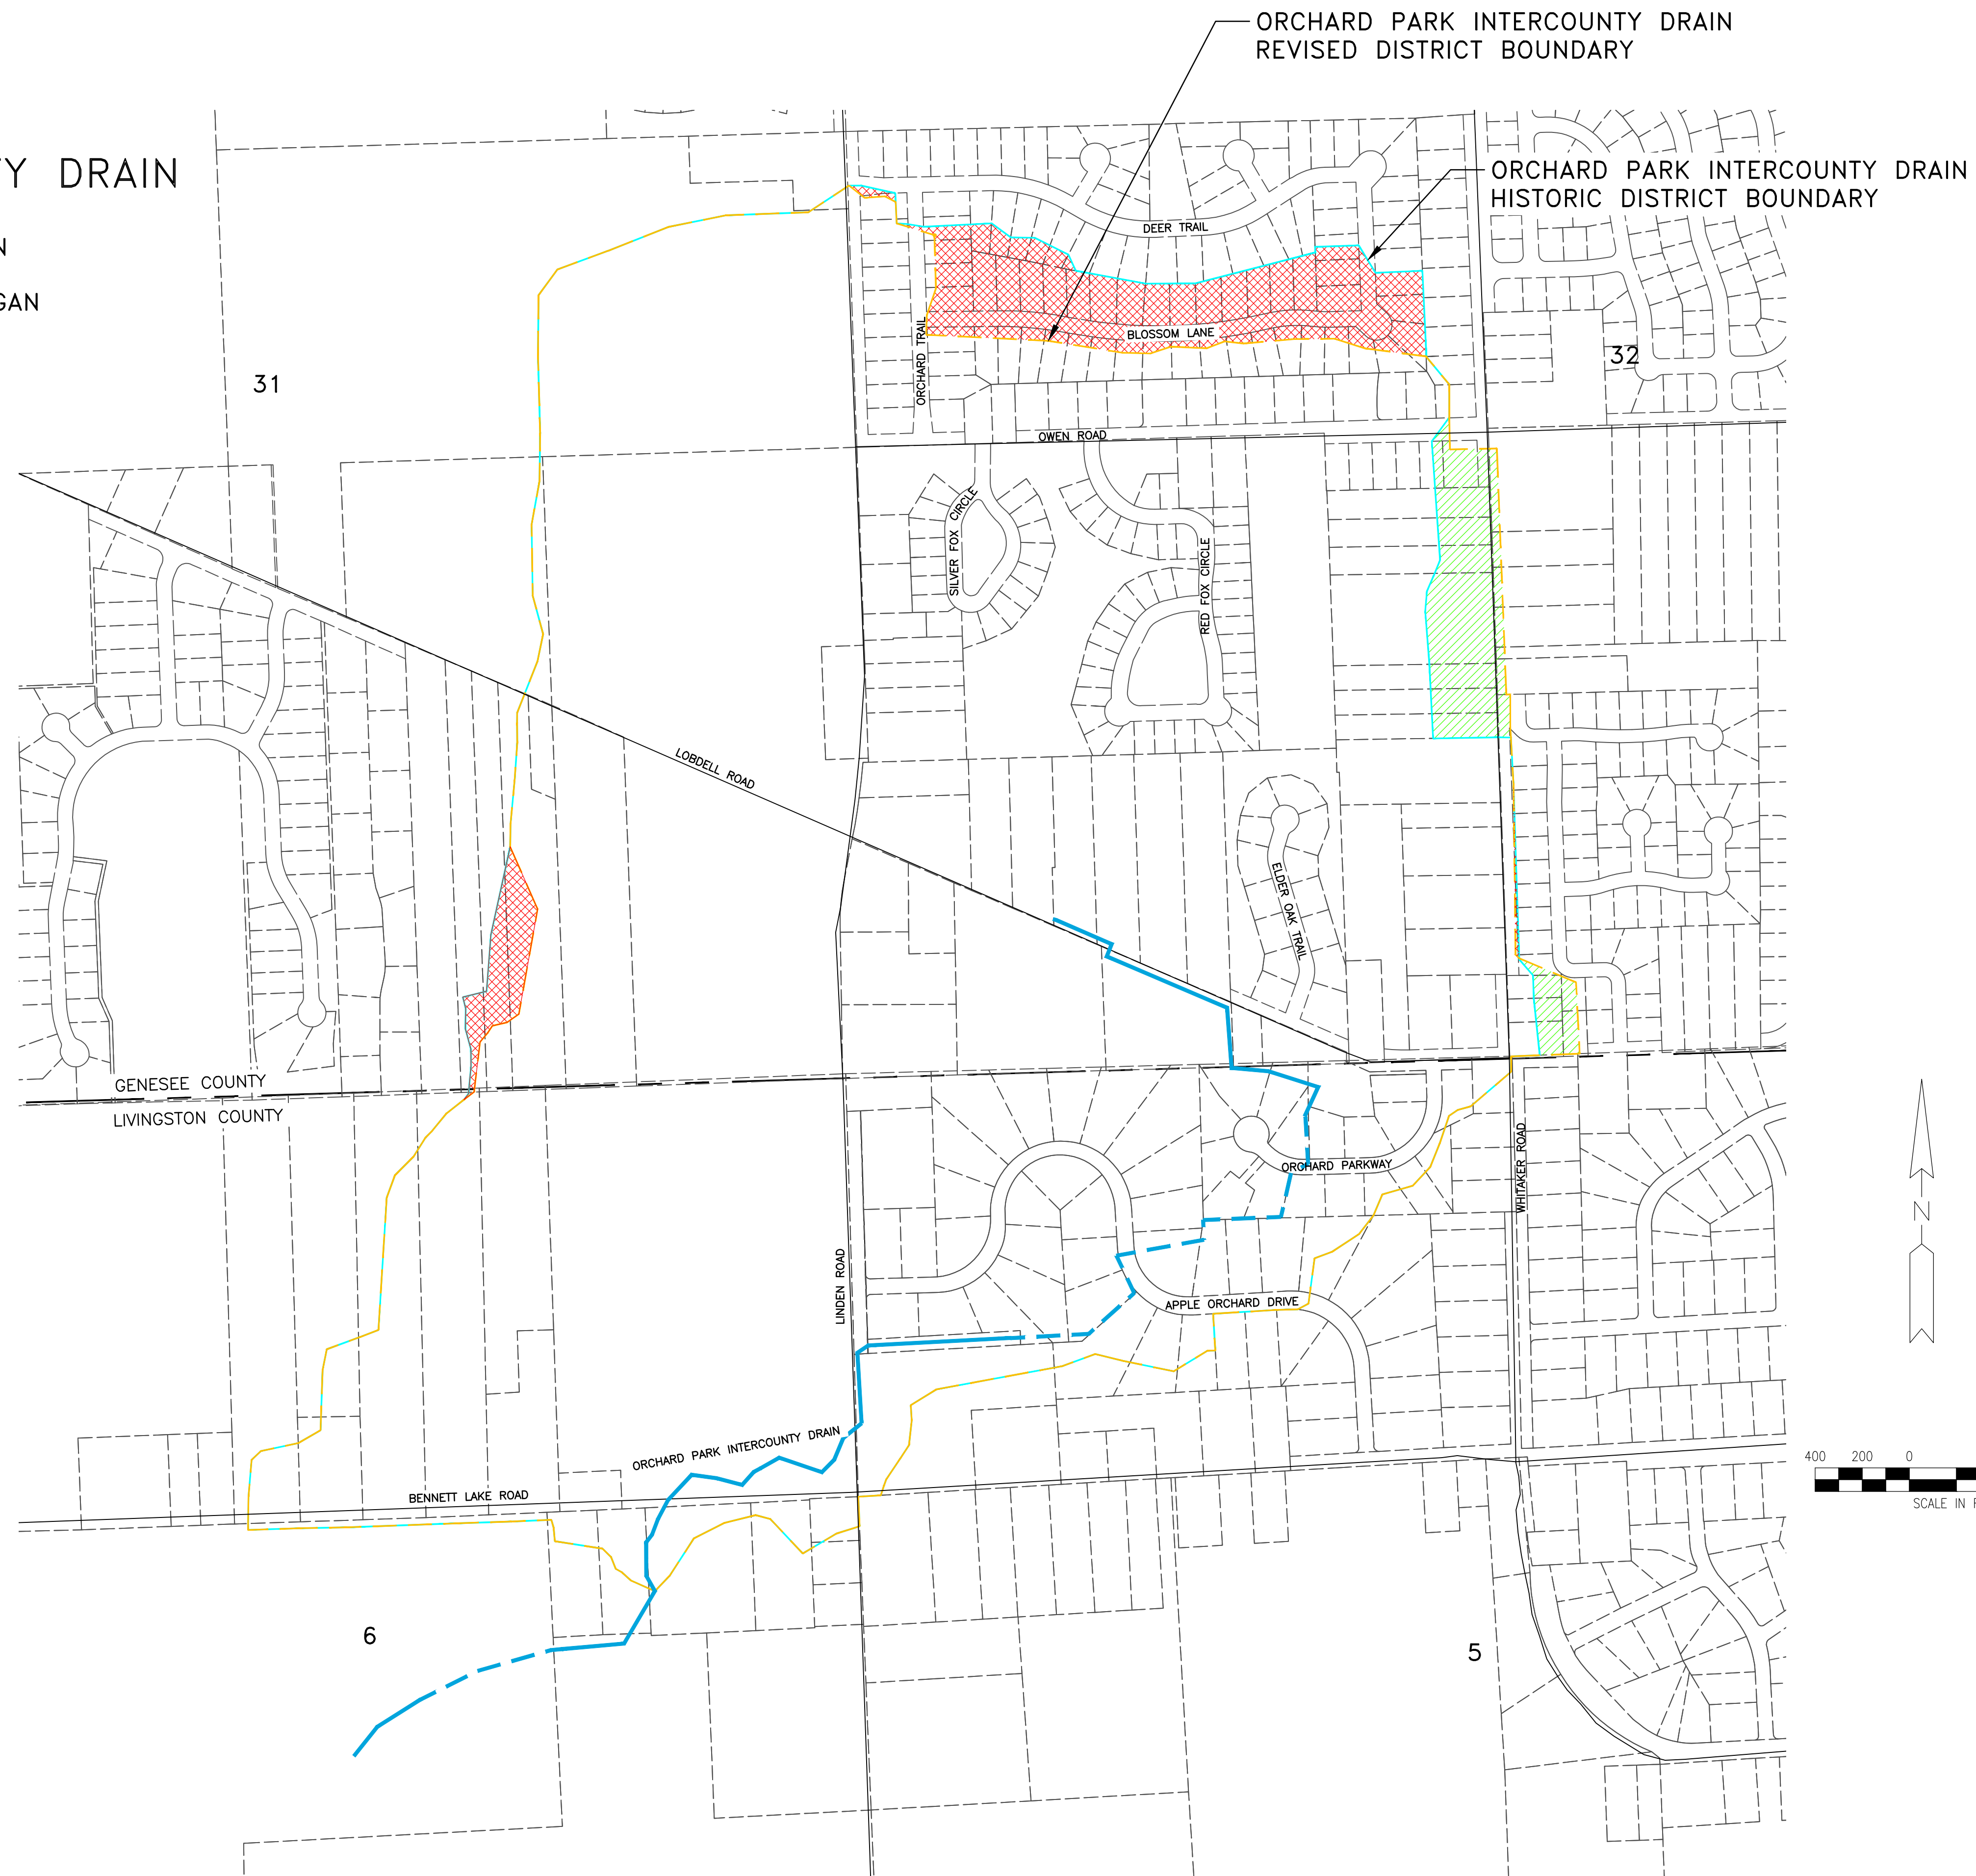 ORCHARD PARK INTERCOUNTY DRAIN
REVISED DISTRICT BOUNDARY
Y DRAIN
ORCHARD PARK INTERCOUNTY DRAIN
HISTORIC DISTRICT BOUNDARY
N
GAN
DEER TRAIL
BLOSSOM LANE
ORCHARD TRAIL
31
32
OWEN ROAD
SILVER FOX CIRCLE
RED FOX CIRCLE
LOBDELL ROAD
ELDER OAK TRAIL
GENESEE COUNTY
LIVINGSTON COUNTY
ORCHARD PARKWAY
WHITAKER ROAD
N
LINDEN ROAD
APPLE ORCHARD DRIVE
ORCHARD PARK INTERCOUNTY DRAIN
BENNETT LAKE ROAD
400 200 0
SCALE IN F
6
5